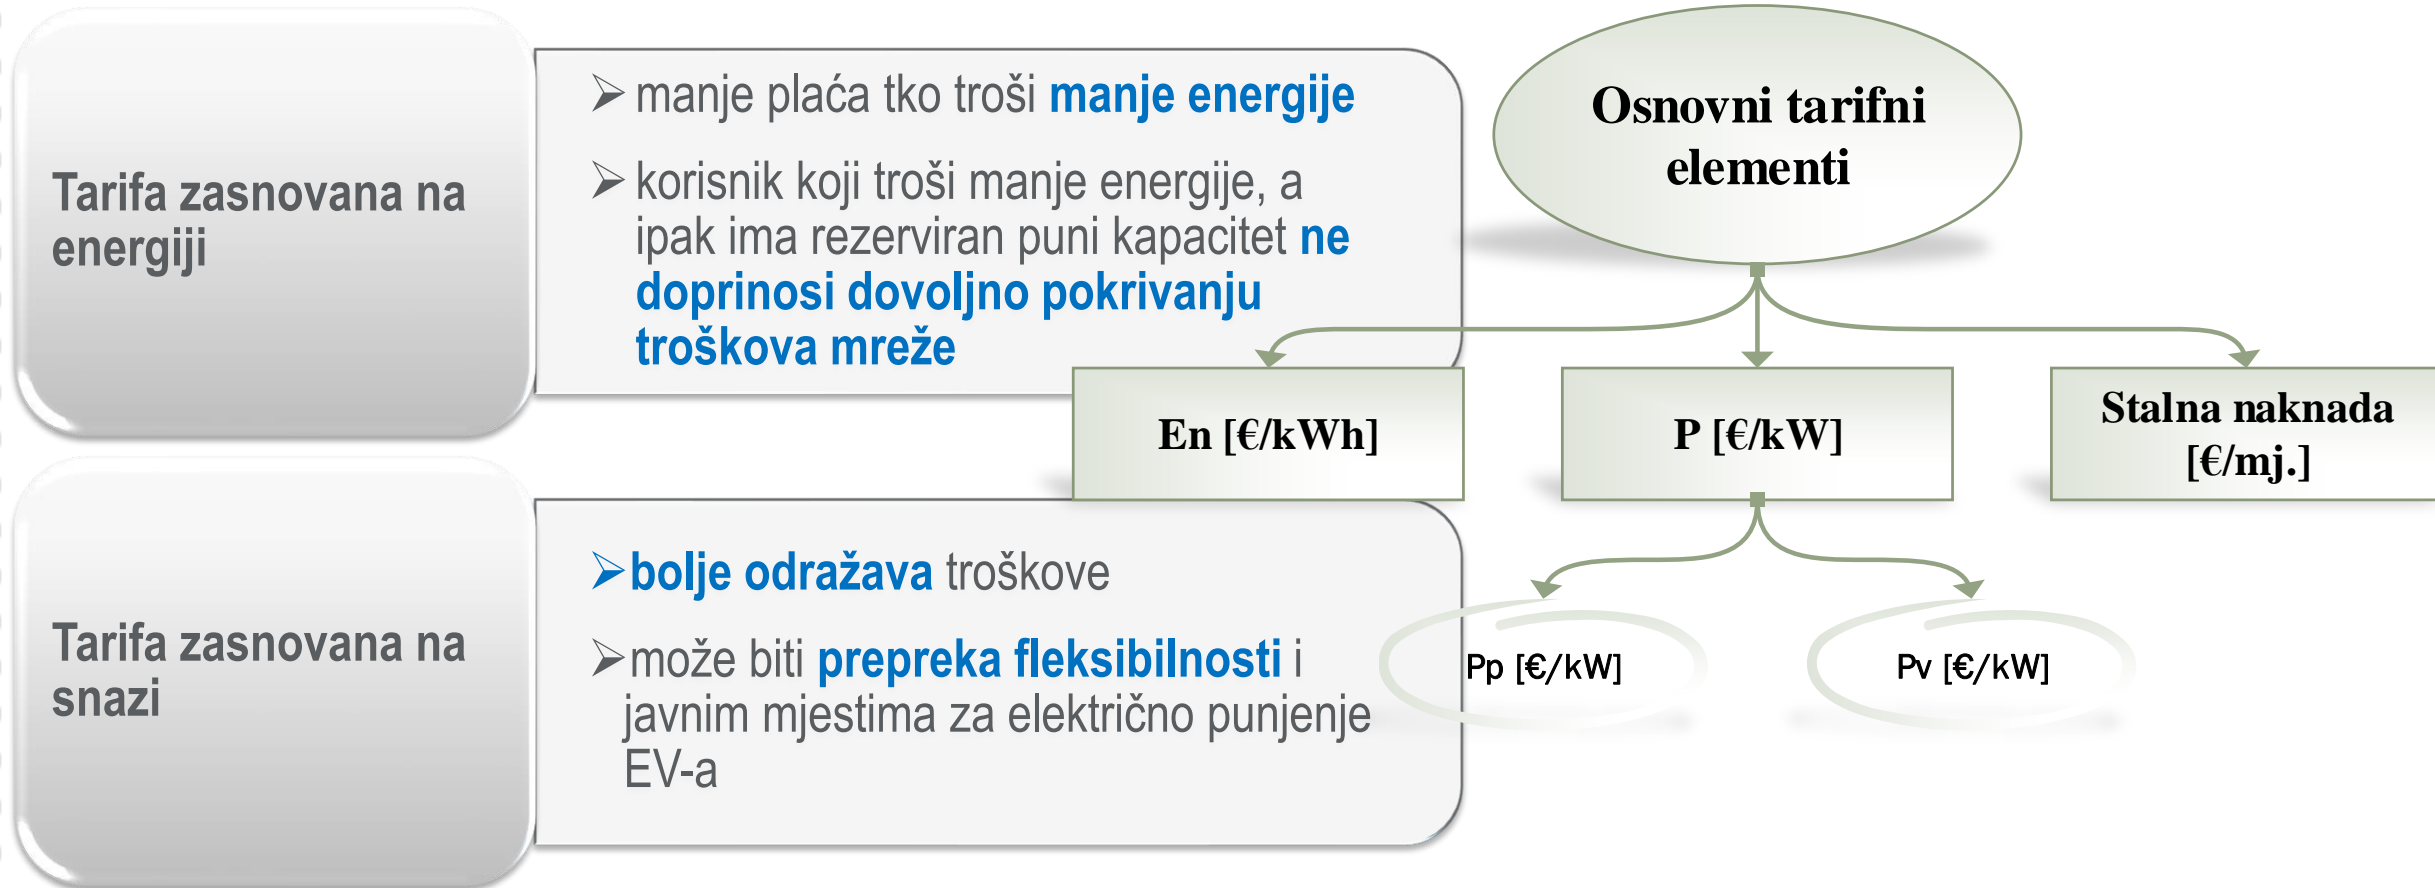 Tarifa zasnovana na
energiji
➢ manje plaća tko troši manje energije
➢ korisnik koji troši manje energije, a
ipak ima rezerviran puni kapacitet ne
doprinosi dovoljno pokrivanju
troškova mreže
Tarifa zasnovana na
snazi
➢ bolje odražava troškove
➢ može biti prepreka fleksibilnosti i
javnim mjestima za električno punjenje
EV-a
Osnovni tarifni
elementi
En [€/kWh]
P [€/kW]
Stalna naknada
[€/mj.]
Pp [€/kW]
Pv [€/kW]